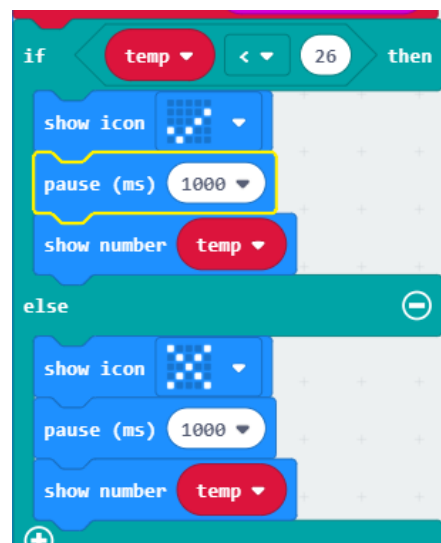 if temp < 26 then
show icon
pause (ms) 1000
show number temp
else
show icon
pause (ms) 1000
show number temp